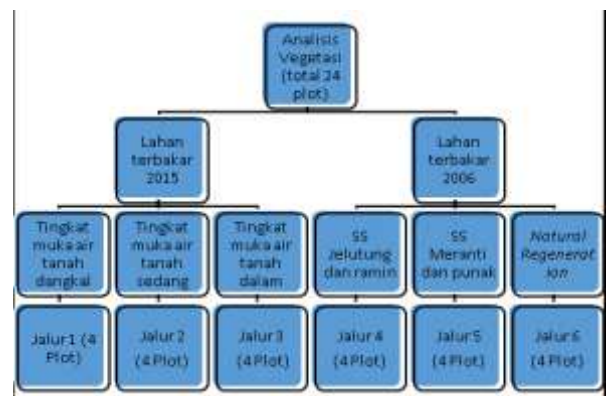 Analisis
Vegetasi
(total 24
plot)
Lahan
terbakar
2015
Lahan
terbakar
2006
Tingkat
muka air
tanah
dangkal
Tingkat
muka air
tanah
sedang
Tingkat
muka air
tanah
dalam
SS
Jelutung
dan ramin
SS
Meranti
dan punak
Natural
Regenerat
ion
Jalur 1 (4
Plot)
Jalur 2
(4 Plot)
Jalur 3
(4 Plot)
Jalur 4
(4 Plot)
Jalur 5
(4 Plot)
Jalur 6
(4 Plot)